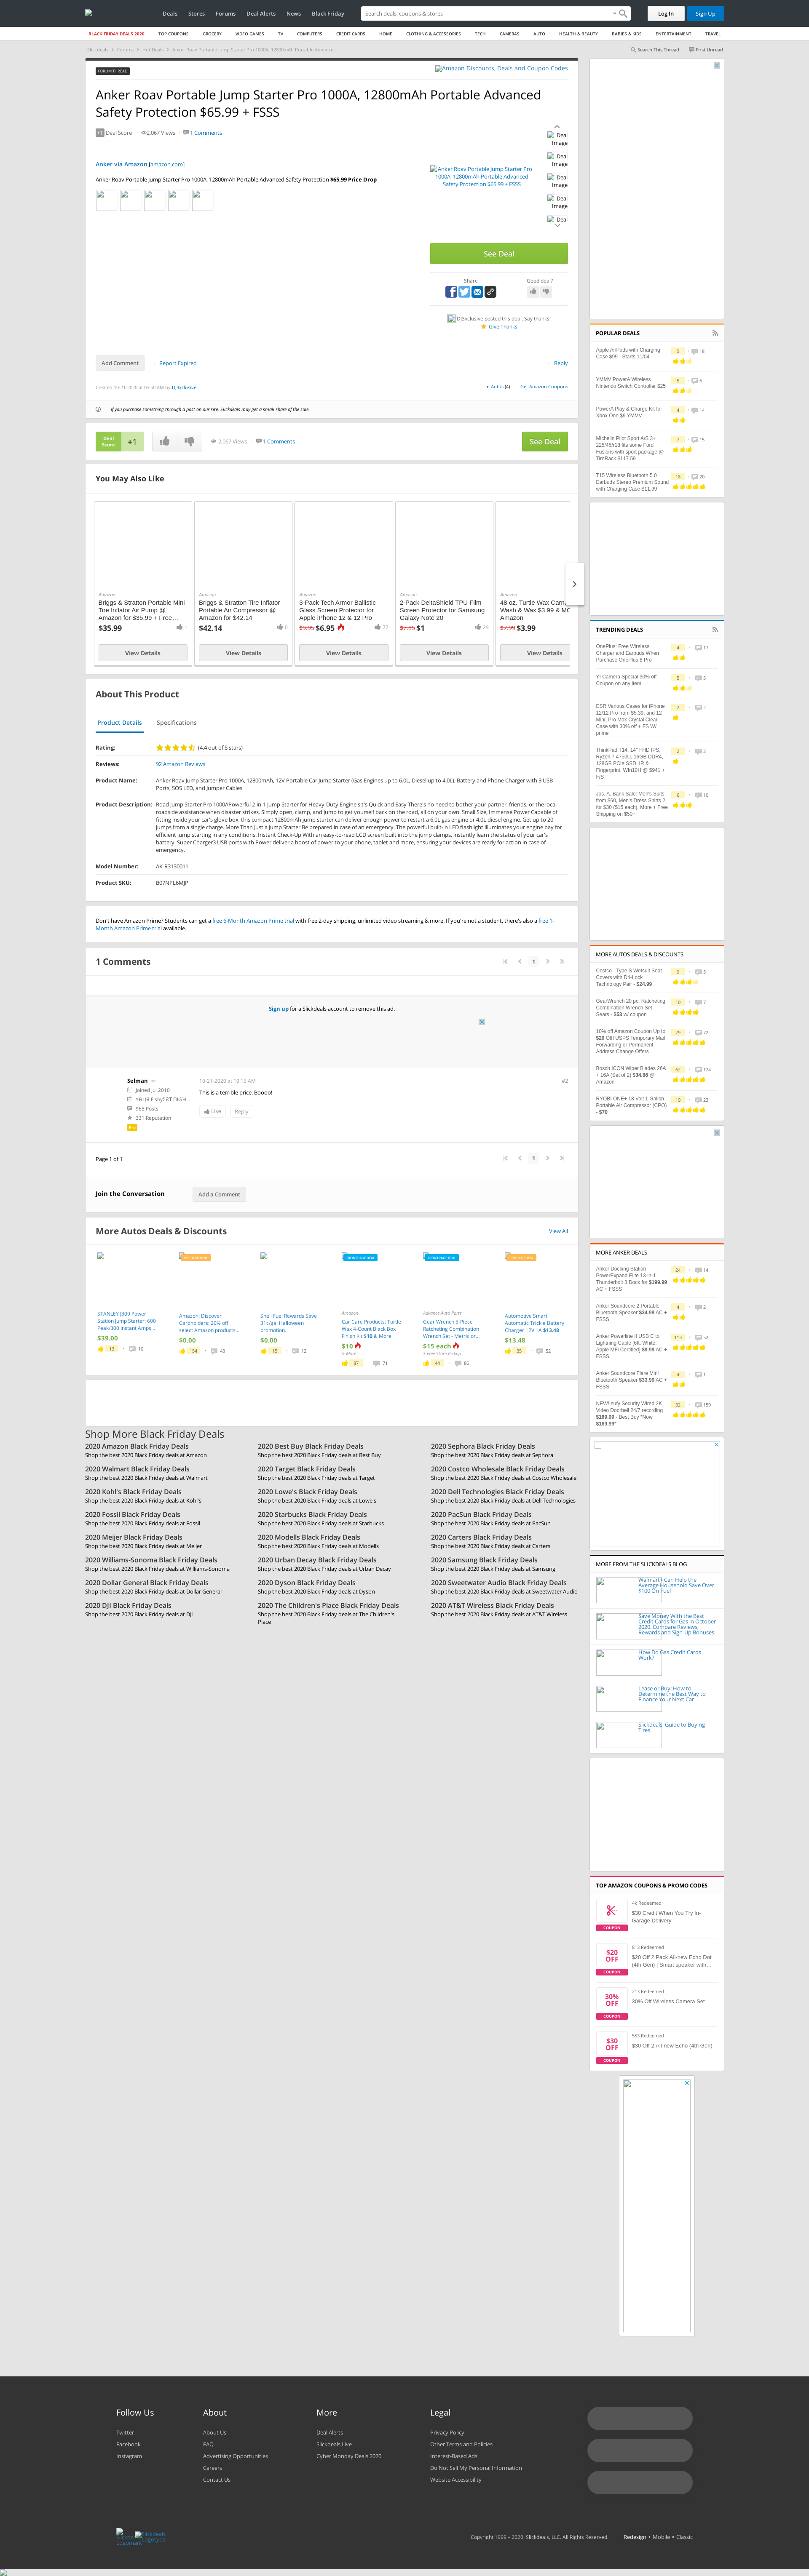 Deals Stores Forums Deal Alerts News Black Friday
Search deals, coupons & stores
Log In Sign Up
BLACK FRIDAY DEALS 2020 TOP COUPONS GROCERY VIDEO GAMES TV COMPUTERS CREDIT CARDS HOME CLOTHING & ACCESSORIES TECH CAMERAS AUTO HEALTH & BEAUTY BABIES & KIDS ENTERTAINMENT TRAVEL
Slickdeals Forums Hot Deals Anker Roav Portable Jump Starter Pro 1000A, 12800mAh Portable Advance...
Search This Thread First Unread
FORUM THREAD
Amazon Discounts, Deals and Coupon Codes
Anker Roav Portable Jump Starter Pro 1000A, 12800mAh Portable Advanced
Safety Protection $65.99 + FSSS
+1 Deal Score 2,067 Views 1 Comments
Anker via Amazon [amazon.com]
Anker Roav Portable Jump Starter Pro 1000A, 12800mAh Portable Advanced Safety Protection $65.99 Price Drop
Anker Roav Portable Jump Starter Pro
1000A, 12800mAh Portable Advanced
Safety Protection $65.99 + FSSS
Deal Image
Deal Image
Deal Image
Deal Image
Deal
See Deal
Share Good deal?
DJ3xclusive posted this deal. Say thanks!
Give Thanks
Add Comment Report Expired Reply
Created 10-21-2020 at 05:56 AM by DJ3xclusive
Autos (4) Get Amazon Coupons
If you purchase something through a post on our site, Slickdeals may get a small share of the sale.
Deal Score +1 2,067 Views 1 Comments See Deal
You May Also Like
Amazon
Briggs & Stratton Portable Mini
Tire Inflator Air Pump @
Amazon for $35.99 + Free...
$35.99 1
View Details
Amazon
Briggs & Stratton Tire Inflator
Portable Air Compressor @
Amazon for $42.14
$42.14 0
View Details
Amazon
3-Pack Tech Armor Ballistic
Glass Screen Protector for
Apple iPhone 12 & 12 Pro
$9.95 $6.95 77
View Details
Amazon
2-Pack DeltaShield TPU Film
Screen Protector for Samsung
Galaxy Note 20
$7.85 $1 29
View Details
Amazon
48 oz. Turtle Wax Car
Wash & Wax $3.99 & MO
Amazon
$7.99 $3.99
View Details
About This Product
Product Details Specifications
Rating: (4.4 out of 5 stars)
Reviews: 92 Amazon Reviews
Product Name: Anker Roav Jump Starter Pro 1000A, 12800mAh, 12V Portable Car Jump Starter (Gas Engines up to 6.0L, Diesel up to 4.0L) Battery and Phone Charger with 3 USB
Ports, SOS LED, and Jumper Cables
Product Description: Road Jump Starter Pro 1000APowerful 2-in-1 Jump Starter for Heavy-Duty Engine sit's Quick and Easy There's no need to bother your partner, friends, or the local
roadside assistance when disaster strikes. Simply open, clamp, and jump to get yourself back on the road, all on your own. Small Size, Immense Power Capable of
fitting inside your car's glove box, this compact 12800mAh jump starter can deliver enough power to restart a 6.0L gas engine or 4.0L diesel engine. Get up to 15
jumps from a single charge. More Than Just a Jump Starter Be prepared in case of an emergency. The powerful built-in LED flashlight illuminates your engine bay for
efficient jump starting in any conditions. Instant Check-Up With an easy-to-read LCD screen built into the jump clamps, you can instantly learn the status of your car's
battery. Super Charger3 USB ports with Power deliver a boost of power to your phone, tablet and more, ensuring your devices are ready for action in case of
emergency.
Model Number: AK-R3130011
Product SKU: B07NPL6MJP
Don't have Amazon Prime? Students can get a free 6-Month Amazon Prime trial with free 2-day shipping, unlimited video streaming & more. If you're not a student, there's also a free 1-
Month Amazon Prime trial available.
1 Comments 1
Sign up for a Slickdeals account to remove this ad.
Selman 10-21-2020 at 10:15 AM #2
Joined Jul 2010
965 Posts
331 Reputation
Pro
This is a terrible price. Boooo!
Like Reply
Page 1 of 1 1
Join the Conversation Add a Comment
More Autos Deals & Discounts View All
STANLEY J309 Power
Station Jump Starter: 600
Peak/300 Instant Amps...
$39.00
13 10
POPULAR DEAL
Amazon: Discover
Cardholders: 20% off
select Amazon products...
$0.00
154 43
Shell Fuel Rewards Save
31c/gal Halloween
promotion.
$0.00
15 12
FRONTPAGE DEAL
Amazon
Car Care Products: Turtle
Wax 4-Count Black Box
Finish Kit $10 & More
$10
& More
87 71
FRONTPAGE DEAL
Advance Auto Parts
Gear Wrench 5-Piece
Ratcheting Combination
Wrench Set - Metric or...
$15 each
+ Free Store Pickup
44 86
POPULAR DEAL
Automotive Smart
Automatic Trickle Battery
Charger 12V 1A $13.48
$13.48
35 52
Shop More Black Friday Deals
2020 Amazon Black Friday Deals
Shop the best 2020 Black Friday deals at Amazon
2020 Best Buy Black Friday Deals
Shop the best 2020 Black Friday deals at Best Buy
2020 Sephora Black Friday Deals
Shop the best 2020 Black Friday deals at Sephora
2020 Walmart Black Friday Deals
Shop the best 2020 Black Friday deals at Walmart
2020 Target Black Friday Deals
Shop the best 2020 Black Friday deals at Target
2020 Costco Wholesale Black Friday Deals
Shop the best 2020 Black Friday deals at Costco Wholesale
2020 Kohl's Black Friday Deals
Shop the best 2020 Black Friday deals at Kohl's
2020 Lowe's Black Friday Deals
Shop the best 2020 Black Friday deals at Lowe's
2020 Dell Technologies Black Friday Deals
Shop the best 2020 Black Friday deals at Dell Technologies
2020 Fossil Black Friday Deals
Shop the best 2020 Black Friday deals at Fossil
2020 Starbucks Black Friday Deals
Shop the best 2020 Black Friday deals at Starbucks
2020 PacSun Black Friday Deals
Shop the best 2020 Black Friday deals at PacSun
2020 Meijer Black Friday Deals
Shop the best 2020 Black Friday deals at Meijer
2020 Modells Black Friday Deals
Shop the best 2020 Black Friday deals at Modells
2020 Carters Black Friday Deals
Shop the best 2020 Black Friday deals at Carters
2020 Williams-Sonoma Black Friday Deals
Shop the best 2020 Black Friday deals at Williams-Sonoma
2020 Urban Decay Black Friday Deals
Shop the best 2020 Black Friday deals at Urban Decay
2020 Samsung Black Friday Deals
Shop the best 2020 Black Friday deals at Samsung
2020 Dollar General Black Friday Deals
Shop the best 2020 Black Friday deals at Dollar General
2020 Dyson Black Friday Deals
Shop the best 2020 Black Friday deals at Dyson
2020 Sweetwater Audio Black Friday Deals
Shop the best 2020 Black Friday deals at Sweetwater Audio
2020 DJI Black Friday Deals
Shop the best 2020 Black Friday deals at DJI
2020 The Children's Place Black Friday Deals
Shop the best 2020 Black Friday deals at The Children's
Place
2020 AT&T Wireless Black Friday Deals
Shop the best 2020 Black Friday deals at AT&T Wireless
POPULAR DEALS
Apple AirPods with Charging
Case $99 - Starts 11/04
5 18
YMMV PowerA Wireless
Nintendo Switch Controller $25
5 6
PowerA Play & Charge Kit for
Xbox One $9 YMMV
4 14
Michelin Pilot Sport A/S 3+
225/45/r18 fits some Ford
Fusions with sport package @
TireRack $117.59
7 15
T15 Wireless Bluetooth 5.0
Earbuds Stereo Premium Sound
with Charging Case $11.99
18 20
TRENDING DEALS
OnePlus: Free Wireless
Charger and Earbuds When
Purchase OnePlus 8 Pro
4 17
YI Camera Special 30% off
Coupon on any item
5 3
ESR Various Cases for iPhone
12/12 Pro from $5.39, and 12
Mini, Pro Max Crystal Clear
Case with 30% off + FS W/
prime
2 2
ThinkPad T14: 14" FHD IPS,
Ryzen 7 4750U, 16GB DDR4,
128GB PCIe SSD, IR &
Fingerprint, Win10H @ $941 +
F/S
2 2
Jos. A. Bank Sale: Men's Suits
from $60, Men's Dress Shirts 2
for $30 ($15 each), More + Free
Shipping on $50+
6 10
MORE AUTOS DEALS & DISCOUNTS
Costco - Type S Wetsuit Seat
Covers with Dri-Lock
Technology Pair - $24.99
9 5
GearWrench 20 pc. Ratcheting
Combination Wrench Set -
Sears - $53 w/ coupon
10 7
10% off Amazon Coupon Up to
$20 Off! USPS Temporary Mail
Forwarding or Permanent
Address Change Offers
79 72
Bosch ICON Wiper Blades 26A
+ 16A (Set of 2) $34.86 @
Amazon
62 124
RYOBI ONE+ 18 Volt 1 Gallon
Portable Air Compressor (CPO)
- $70
19 23
MORE ANKER DEALS
Anker Docking Station
PowerExpand Elite 13-in-1
Thunderbolt 3 Dock for $199.99
AC + FSSS
24 14
Anker Soundcore 2 Portable
Bluetooth Speaker $34.99 AC +
FSSS
4 2
Anker Powerline II USB C to
Lightning Cable [6ft, White,
Apple MFi Certified] $9.99 AC +
FSSS
113 52
Anker Soundcore Flare Mini
Bluetooth Speaker $33.99 AC +
FSSS
4 1
NEW! eufy Security Wired 2K
Video Doorbell 24/7 recording
$169.99 - Best Buy *Now
$169.99*
32 159
MORE FROM THE SLICKDEALS BLOG
Walmart+ Can Help the
Average Household Save Over
$100 On Fuel
Save Money With the Best
Credit Cards for Gas in October
2020: Compare Reviews,
Rewards and Sign-Up Bonuses
How Do Gas Credit Cards
Work?
Lease or Buy: How to
Determine the Best Way to
Finance Your Next Car
Slickdeals' Guide to Buying
Tires
TOP AMAZON COUPONS & PROMO CODES
COUPON
4k Redeemed
$30 Credit When You Try In-
Garage Delivery
$20 OFF
COUPON
813 Redeemed
$20 Off 2 Pack All-new Echo Dot
(4th Gen) | Smart speaker with...
30% OFF
COUPON
213 Redeemed
30% Off Wireless Camera Set
$30 OFF
COUPON
553 Redeemed
$30 Off 2 All-new Echo (4th Gen)
Follow Us
Twitter
Facebook
Instagram
About
About Us
FAQ
Advertising Opportunities
Careers
Contact Us
More
Deal Alerts
Slickdeals Live
Cyber Monday Deals 2020
Legal
Privacy Policy
Other Terms and Policies
Interest-Based Ads
Do Not Sell My Personal Information
Website Accessibility
Slickdeals Logomark
Slickdeals Logotype
Copyright 1999 - 2020. Slickdeals, LLC. All Rights Reserved. Redesign • Mobile • Classic